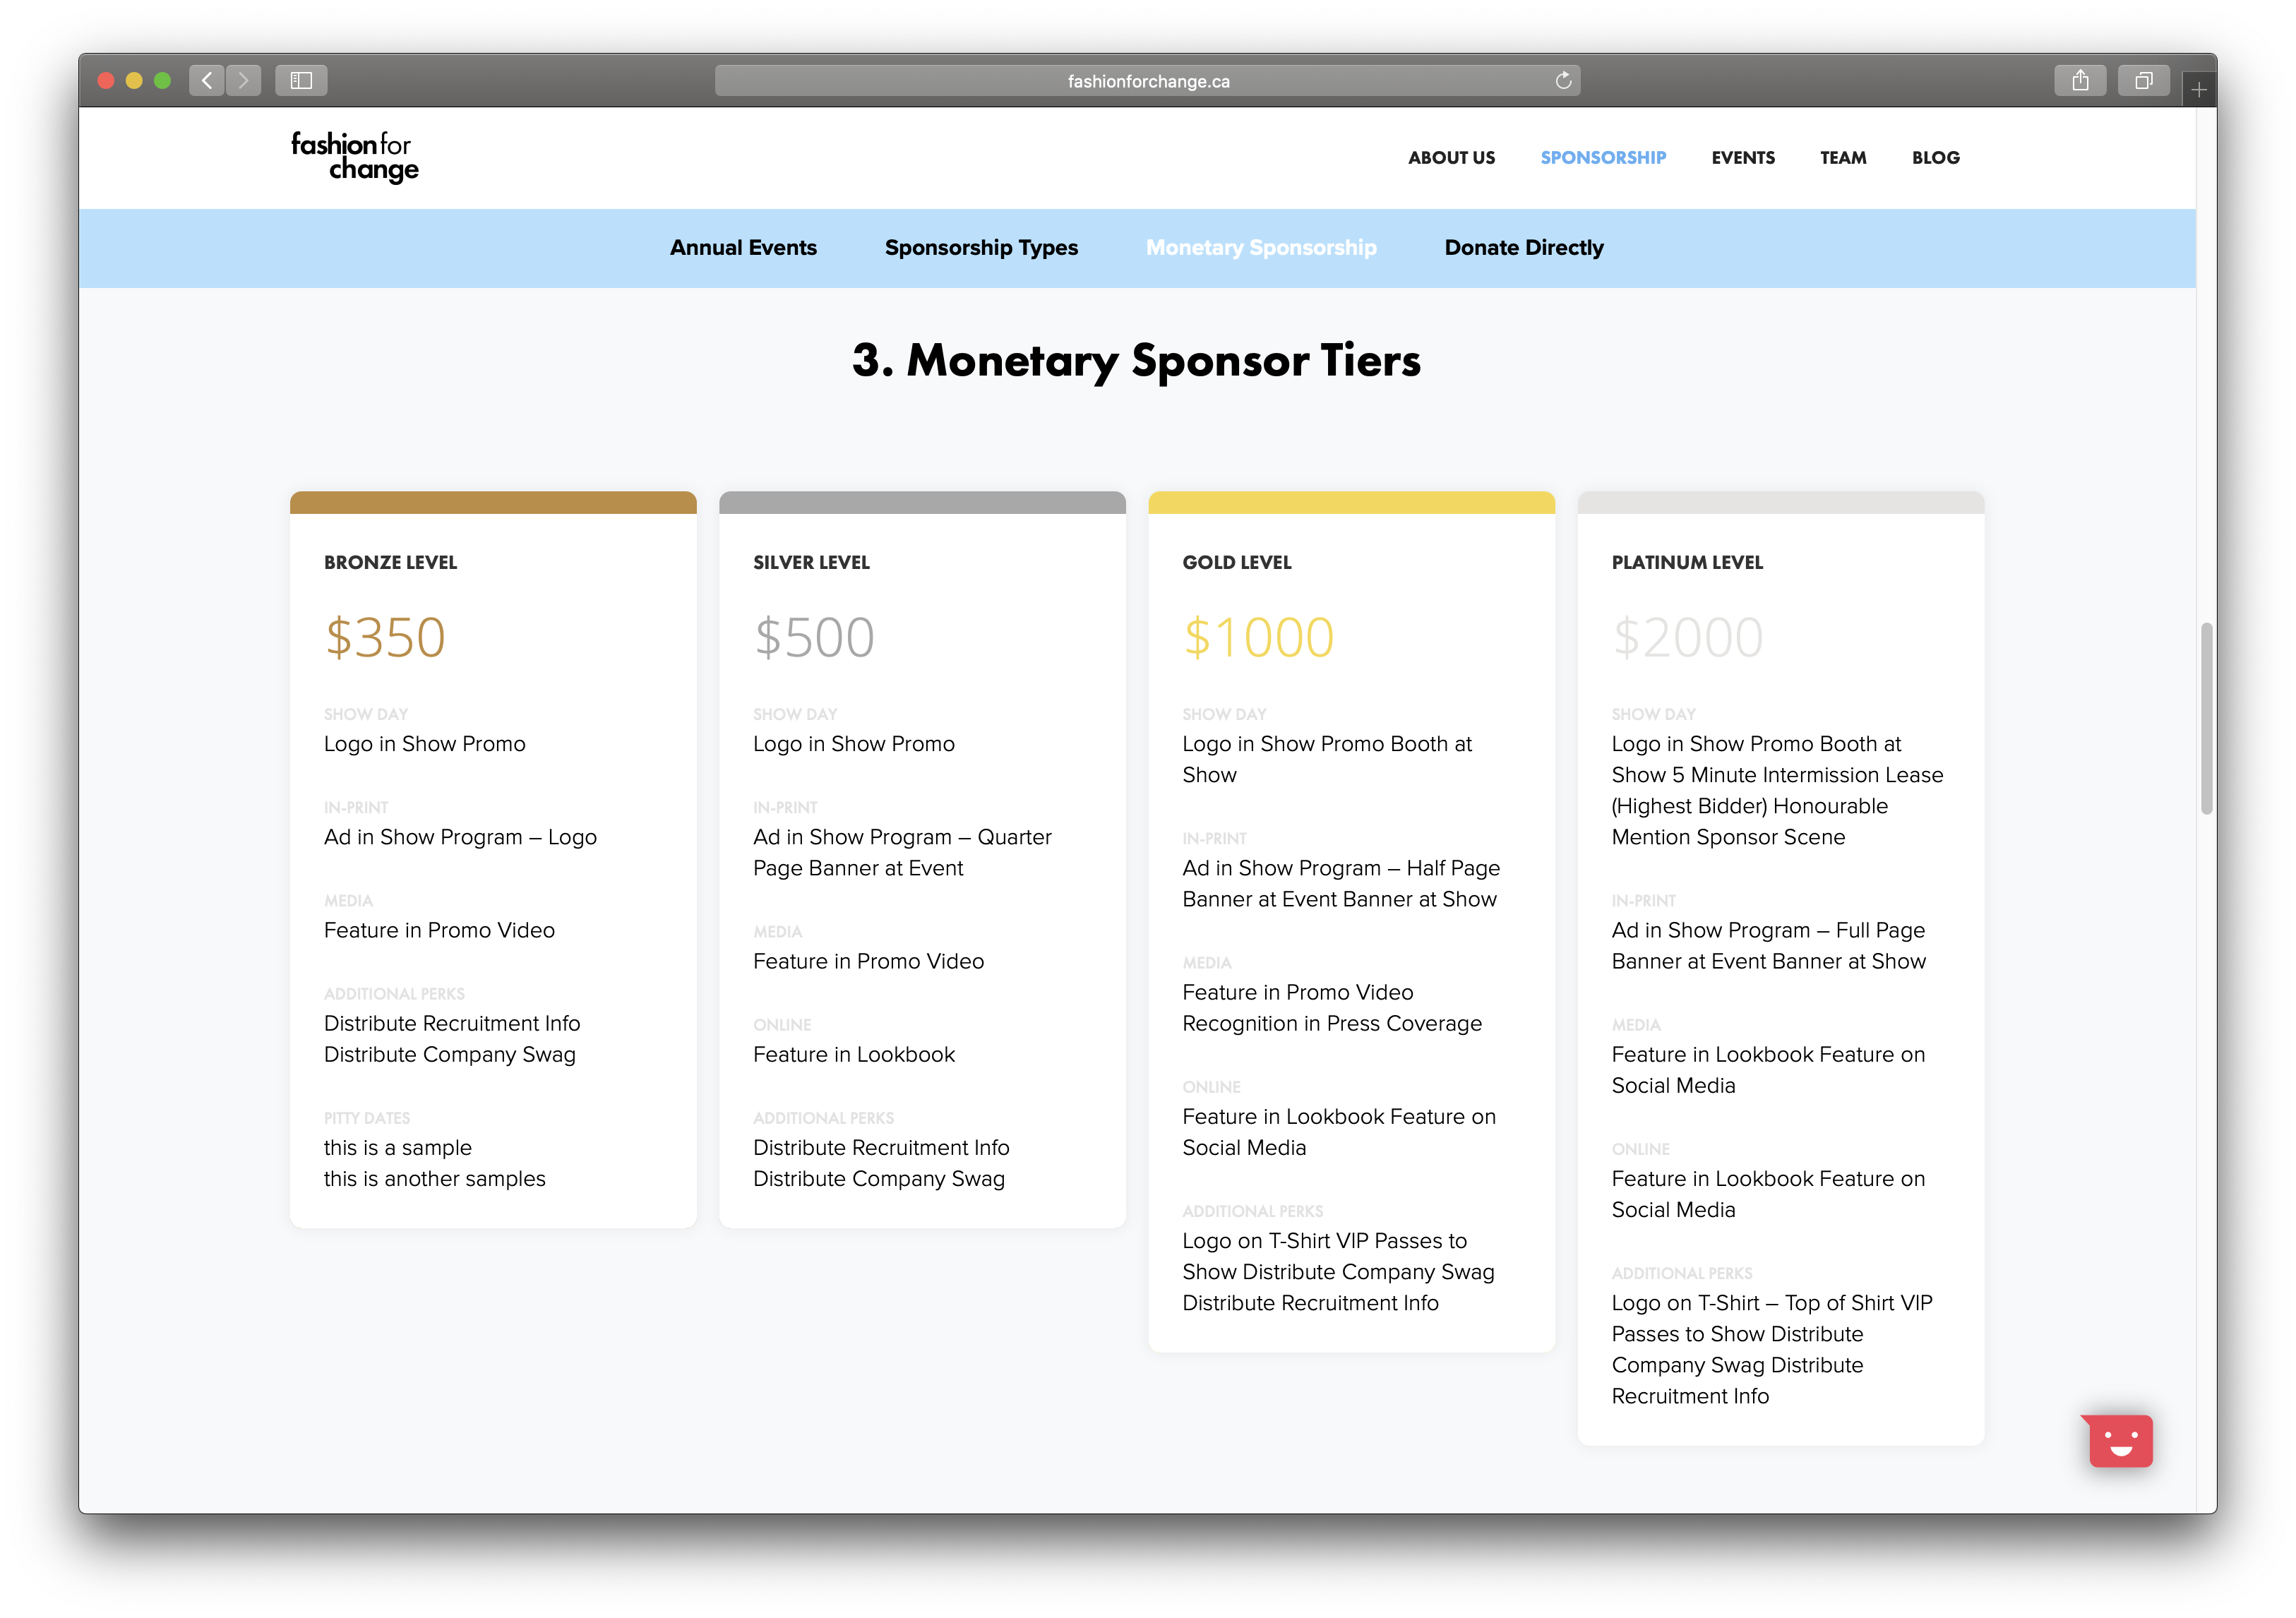 fashionforchange.ca
fashion for
change
ABOUT US
SPONSORSHIP
EVENTS
TEAM
BLOG
Annual Events
Sponsorship Types
Monetary Sponsorship
Donate Directly
3. Monetary Sponsor Tiers
BRONZE LEVEL
$350
SHOW DAY
Logo in Show Promo
IN-PRINT
Ad in Show Program – Logo
MEDIA
Feature in Promo Video
ADDITIONAL PERKS
Distribute Recruitment Info
Distribute Company Swag
PITTY DATES
this is a sample
this is another samples
SILVER LEVEL
$500
SHOW DAY
Logo in Show Promo
IN-PRINT
Ad in Show Program – Quarter
Page Banner at Event
MEDIA
Feature in Promo Video
ONLINE
Feature in Lookbook
ADDITIONAL PERKS
Distribute Recruitment Info
Distribute Company Swag
GOLD LEVEL
$1000
SHOW DAY
Logo in Show Promo Booth at
Show
IN-PRINT
Ad in Show Program – Half Page
Banner at Event Banner at Show
MEDIA
Feature in Promo Video
Recognition in Press Coverage
ONLINE
Feature in Lookbook Feature on
Social Media
ADDITIONAL PERKS
Logo on T-Shirt VIP Passes to
Show Distribute Company Swag
Distribute Recruitment Info
PLATINUM LEVEL
$2000
SHOW DAY
Logo in Show Promo Booth at
Show 5 Minute Intermission Lease
(Highest Bidder) Honourable
Mention Sponsor Scene
IN-PRINT
Ad in Show Program – Full Page
Banner at Event Banner at Show
MEDIA
Feature in Lookbook Feature on
Social Media
ONLINE
Feature in Lookbook Feature on
Social Media
ADDITIONAL PERKS
Logo on T-Shirt – Top of Shirt VIP
Passes to Show Distribute
Company Swag Distribute
Recruitment Info